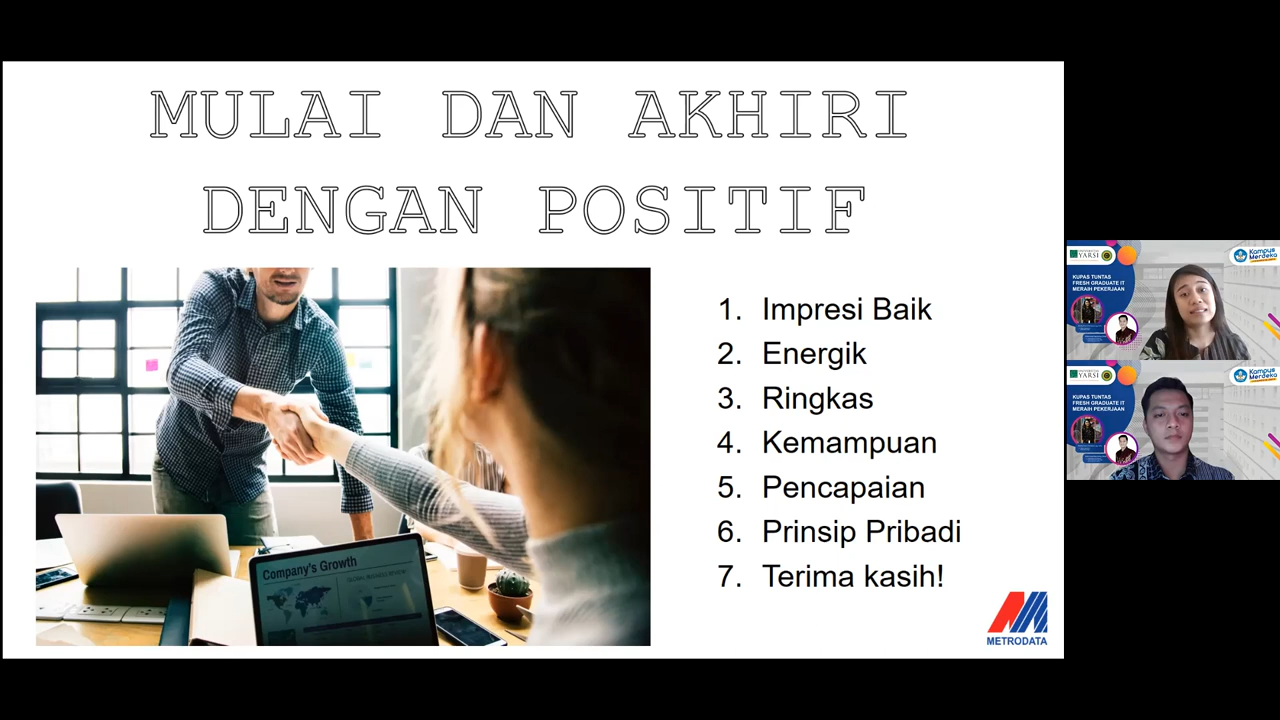 MULAI DAN AKHIRI
DENGAN POSITIF
1. Impresi Baik
2. Energik
3. Ringkas
4. Kemampuan
5. Pencapaian
6. Prinsip Pribadi
7. Terima kasih!
Company's Growth
METRODATA
YARSI
Kampus
Merdeka
KUPAS TUNTAS
FRESH GRADUATE IT
MERAIH PEKERJAAN
YARSI
Kampus
Merdeka
KUPAS TUNTAS
FRESH GRADUATE IT
MERAIH PEKERJAAN